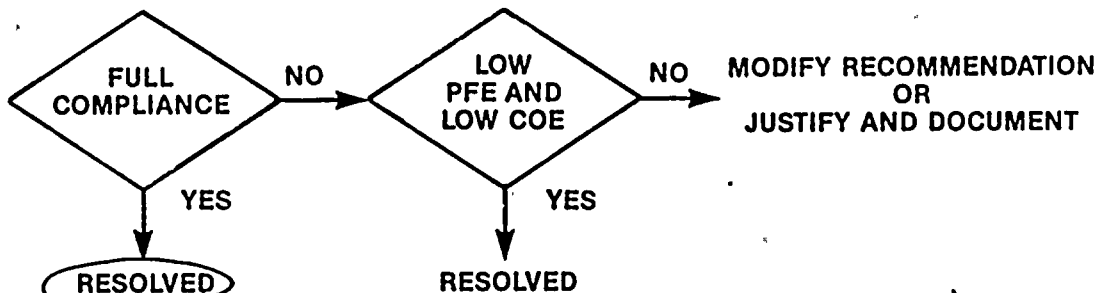 FULL
COMPLIANCE
NO
LOW
PFE AND
LOW COE
NO
MODIFY RECOMMENDATION
OR
JUSTIFY AND DOCUMENT
YES
YES
RESOLVED
RESOLVED